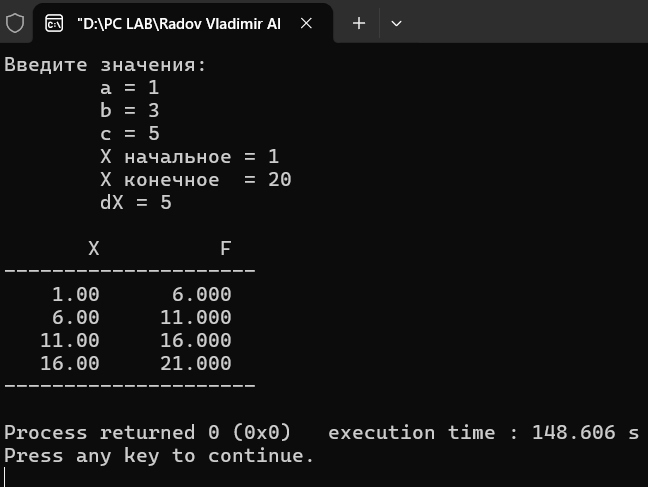 "D:\PC LAB\Radov Vladimir Al
Введите значения:
a = 1
b = 3
c = 5
X начальное = 1
X конечное  = 20
dX = 5
X          F
---------------------
1.00      6.000
6.00     11.000
11.00     16.000
16.00     21.000
---------------------
Process returned 0 (0x0)   execution time : 148.606 s
Press any key to continue.